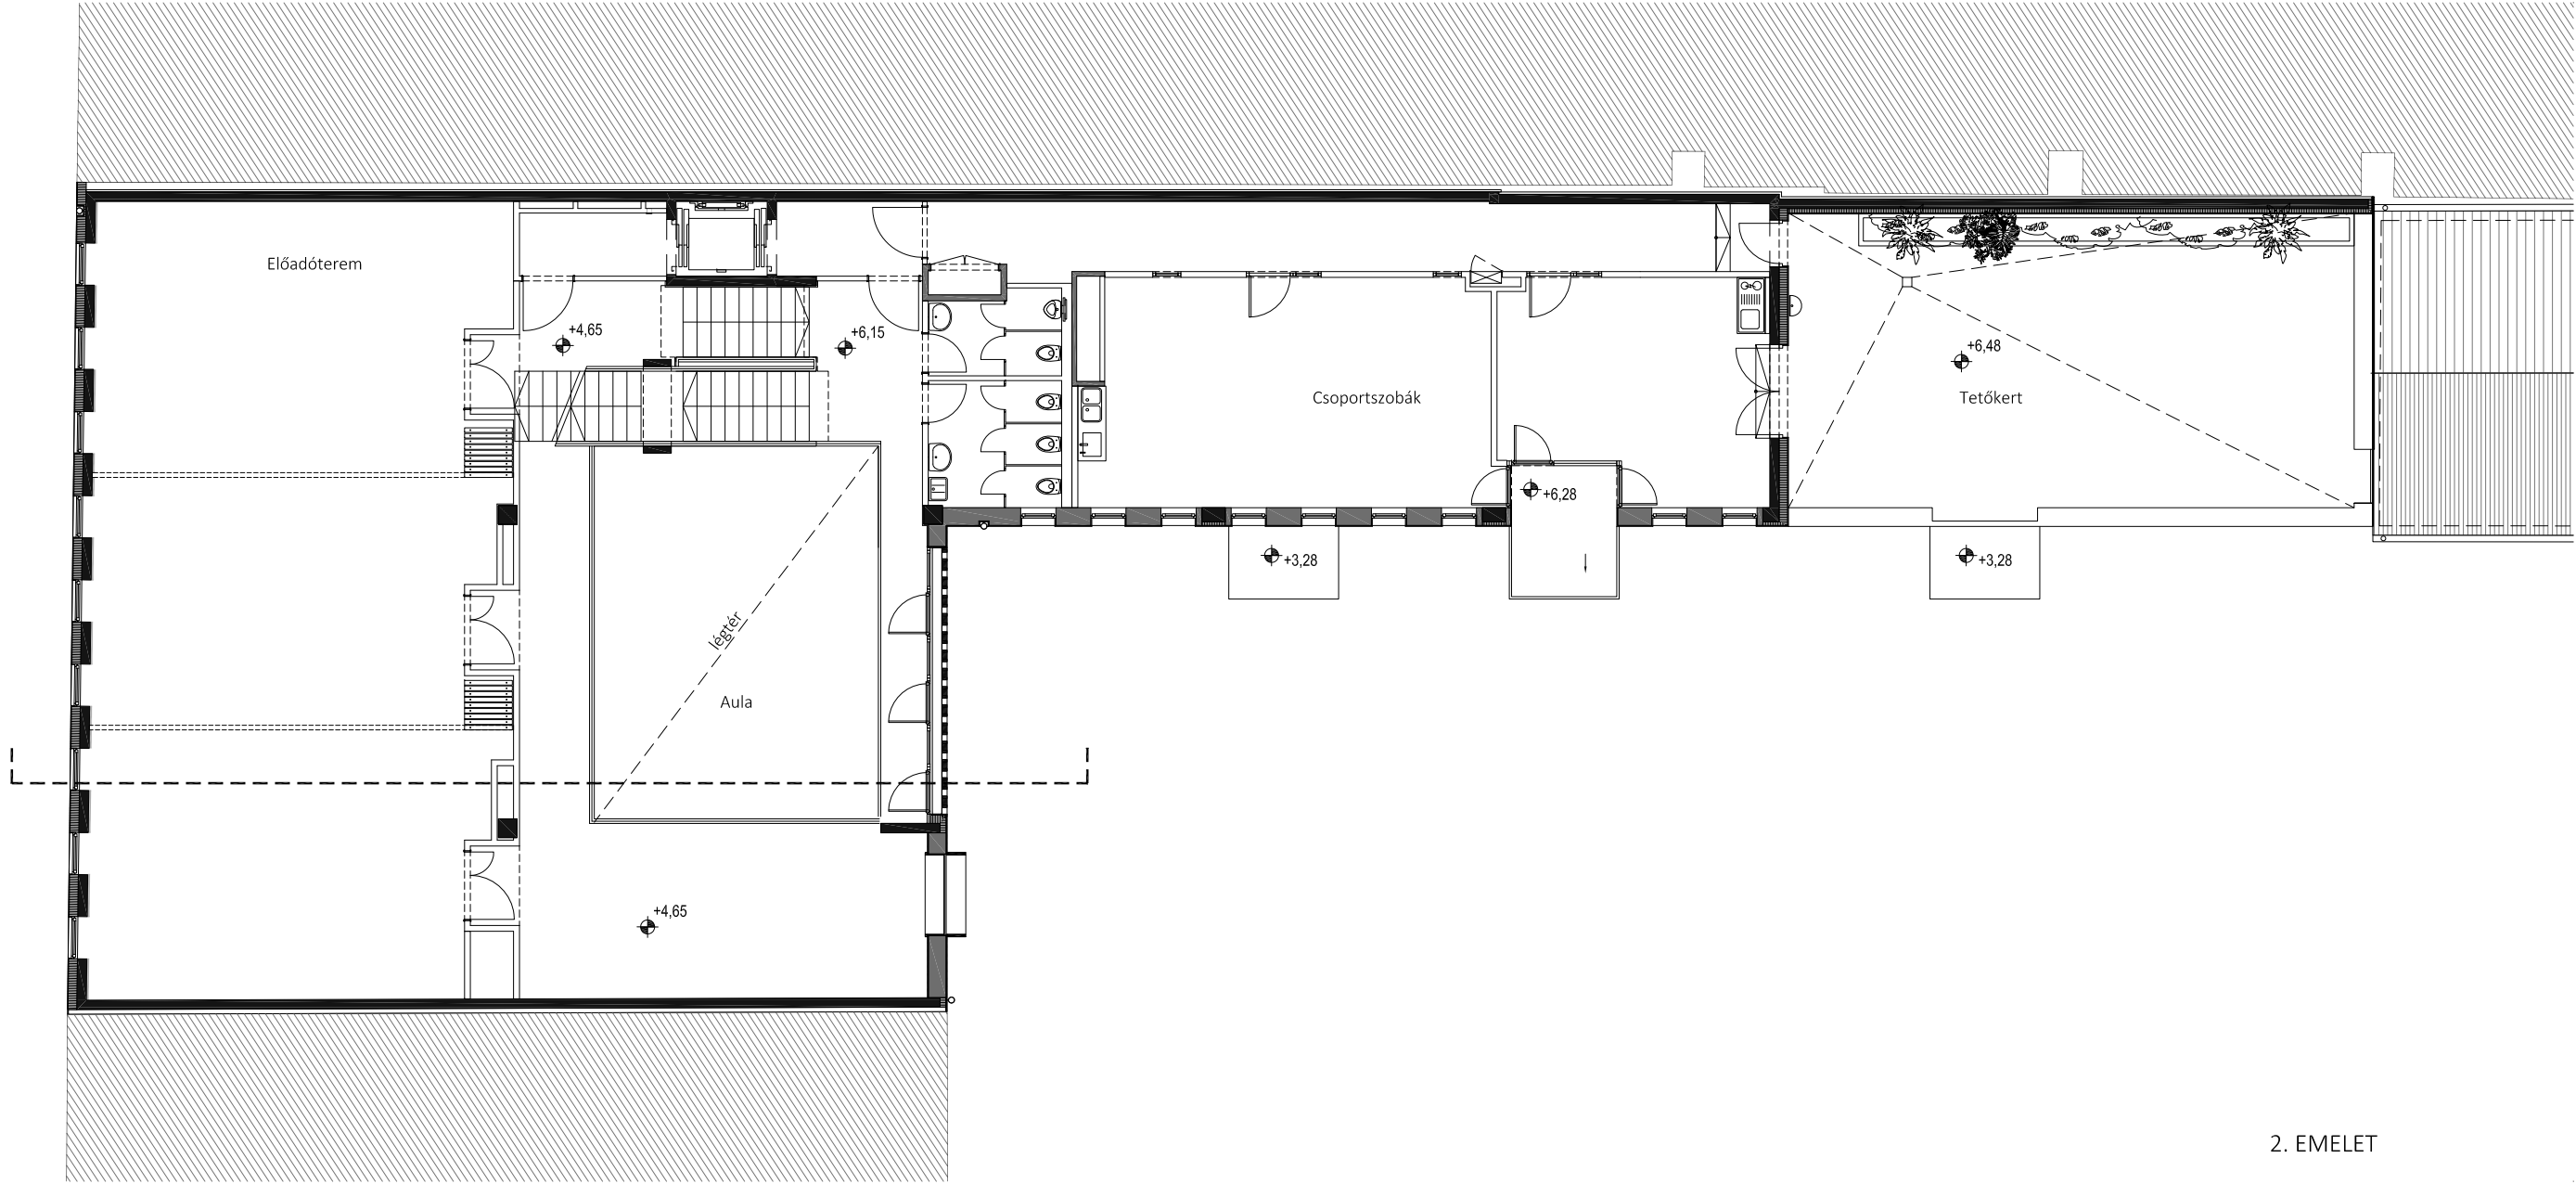 Előadóterem
+4,65
+6,15
+6,48
Csoportszobák
Tetőkert
+6,28
+3,28
+3,28
légtér
Aula
+4,65
2. EMELET